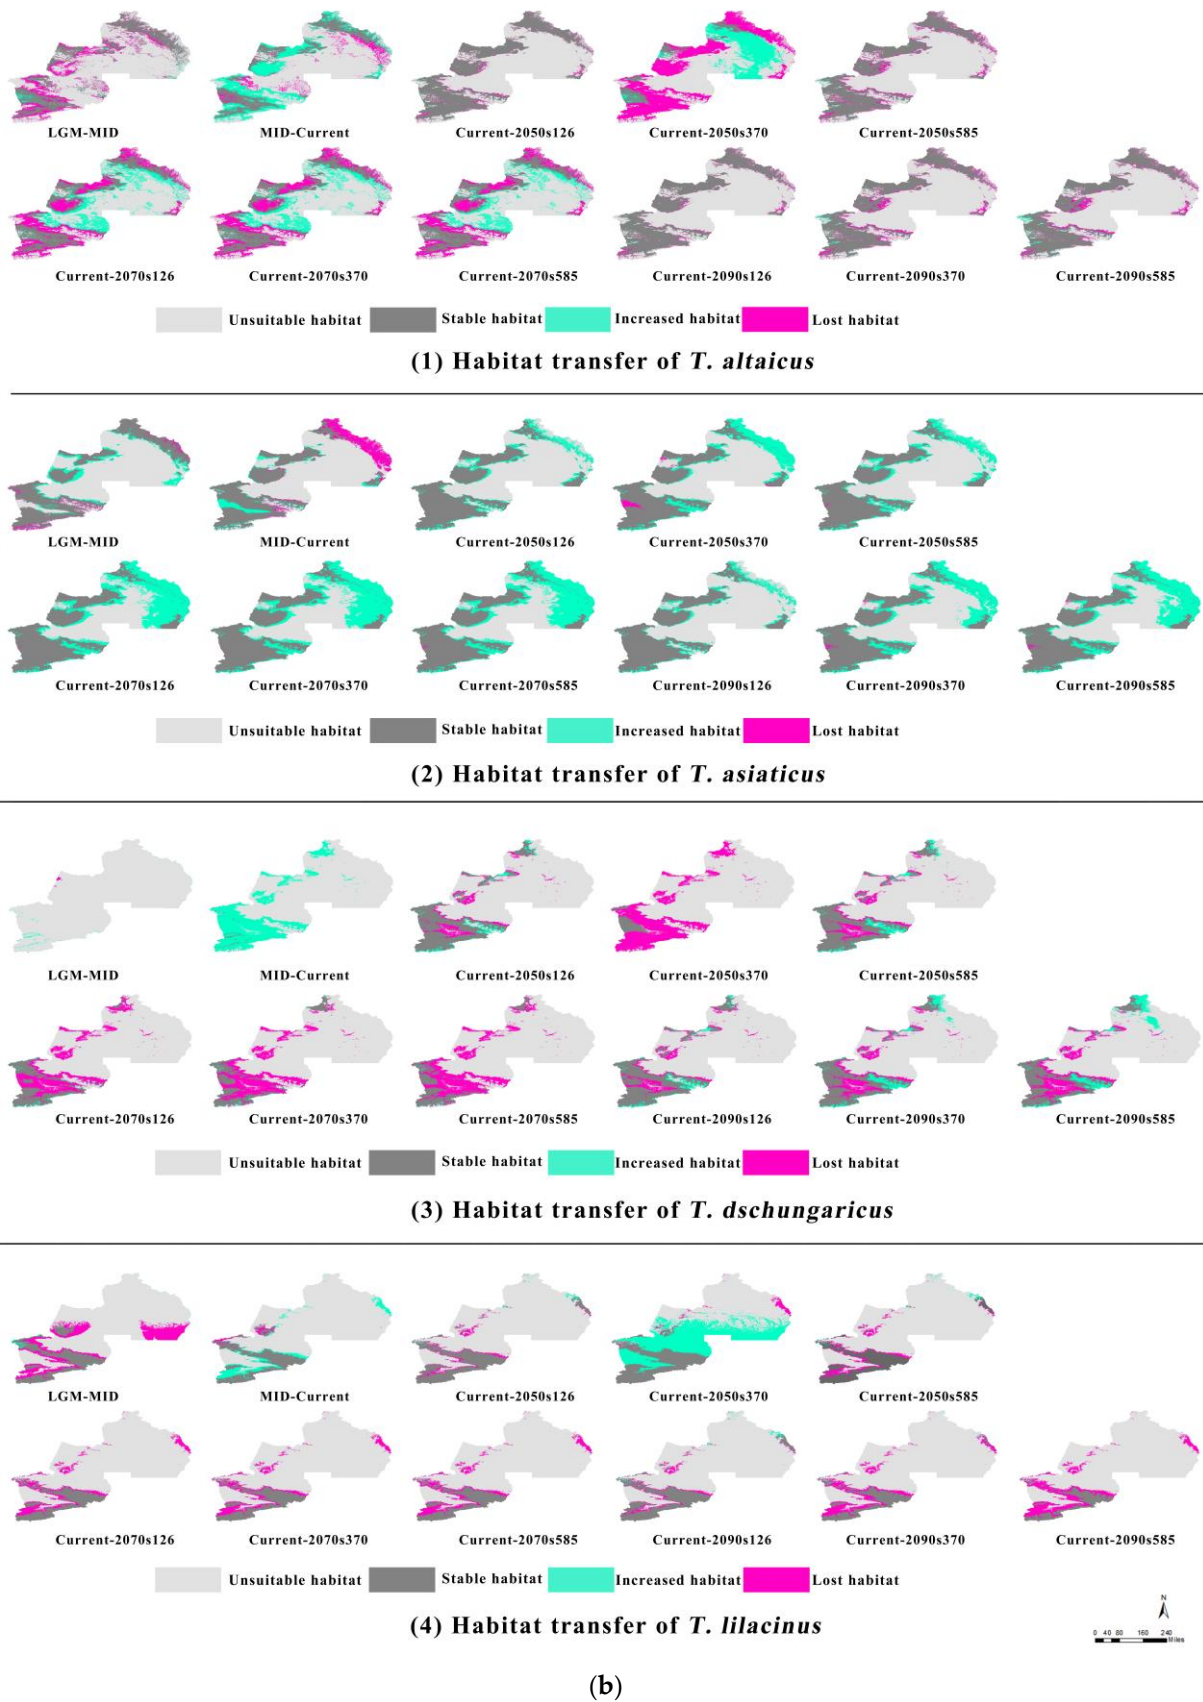 LGM-MID MID-Current Current-2050s126 Current-2050s370 Current-2050s585
Current-2070s126 Current-2070s370 Current-2070s585 Current-2090s126 Current-2090s370 Current-2090s585
Unsuitable habitat Stable habitat Increased habitat Lost habitat
(1) Habitat transfer of T. altaicus
LGM-MID MID-Current Current-2050s126 Current-2050s370 Current-2050s585
Current-2070s126 Current-2070s370 Current-2070s585 Current-2090s126 Current-2090s370 Current-2090s585
Unsuitable habitat Stable habitat Increased habitat Lost habitat
(2) Habitat transfer of T. asiaticus
LGM-MID MID-Current Current-2050s126 Current-2050s370 Current-2050s585
Current-2070s126 Current-2070s370 Current-2070s585 Current-2090s126 Current-2090s370 Current-2090s585
Unsuitable habitat Stable habitat Increased habitat Lost habitat
(3) Habitat transfer of T. dschungaricus
LGM-MID MID-Current Current-2050s126 Current-2050s370 Current-2050s585
Current-2070s126 Current-2070s370 Current-2070s585 Current-2090s126 Current-2090s370 Current-2090s585
Unsuitable habitat Stable habitat Increased habitat Lost habitat
(4) Habitat transfer of T. lilacinus
N
0 40 80 160 240
Miles
(b)